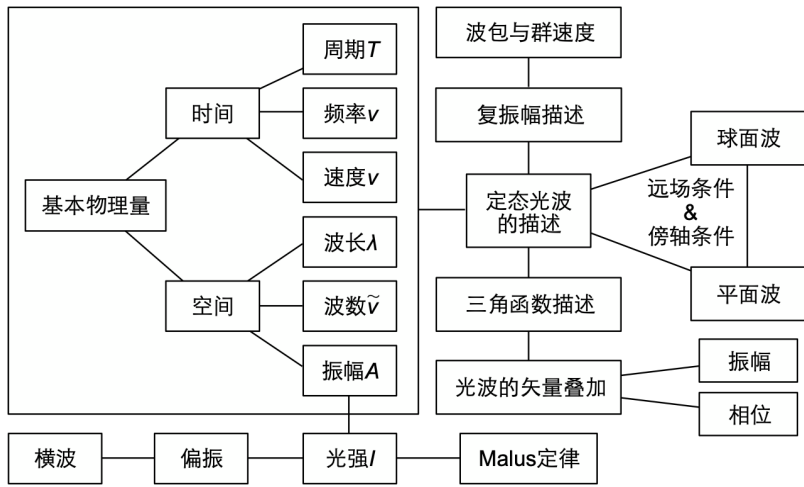 周期T
波包与群速度
时间
频率v
复振幅描述
球面波
速度v
远场条件
&
傍轴条件
基本物理量
定态光波
的描述
波长λ
空间
波数ṽ
三角函数描述
平面波
振幅A
光波的矢量叠加
振幅
相位
横波
偏振
光强I
Malus定律